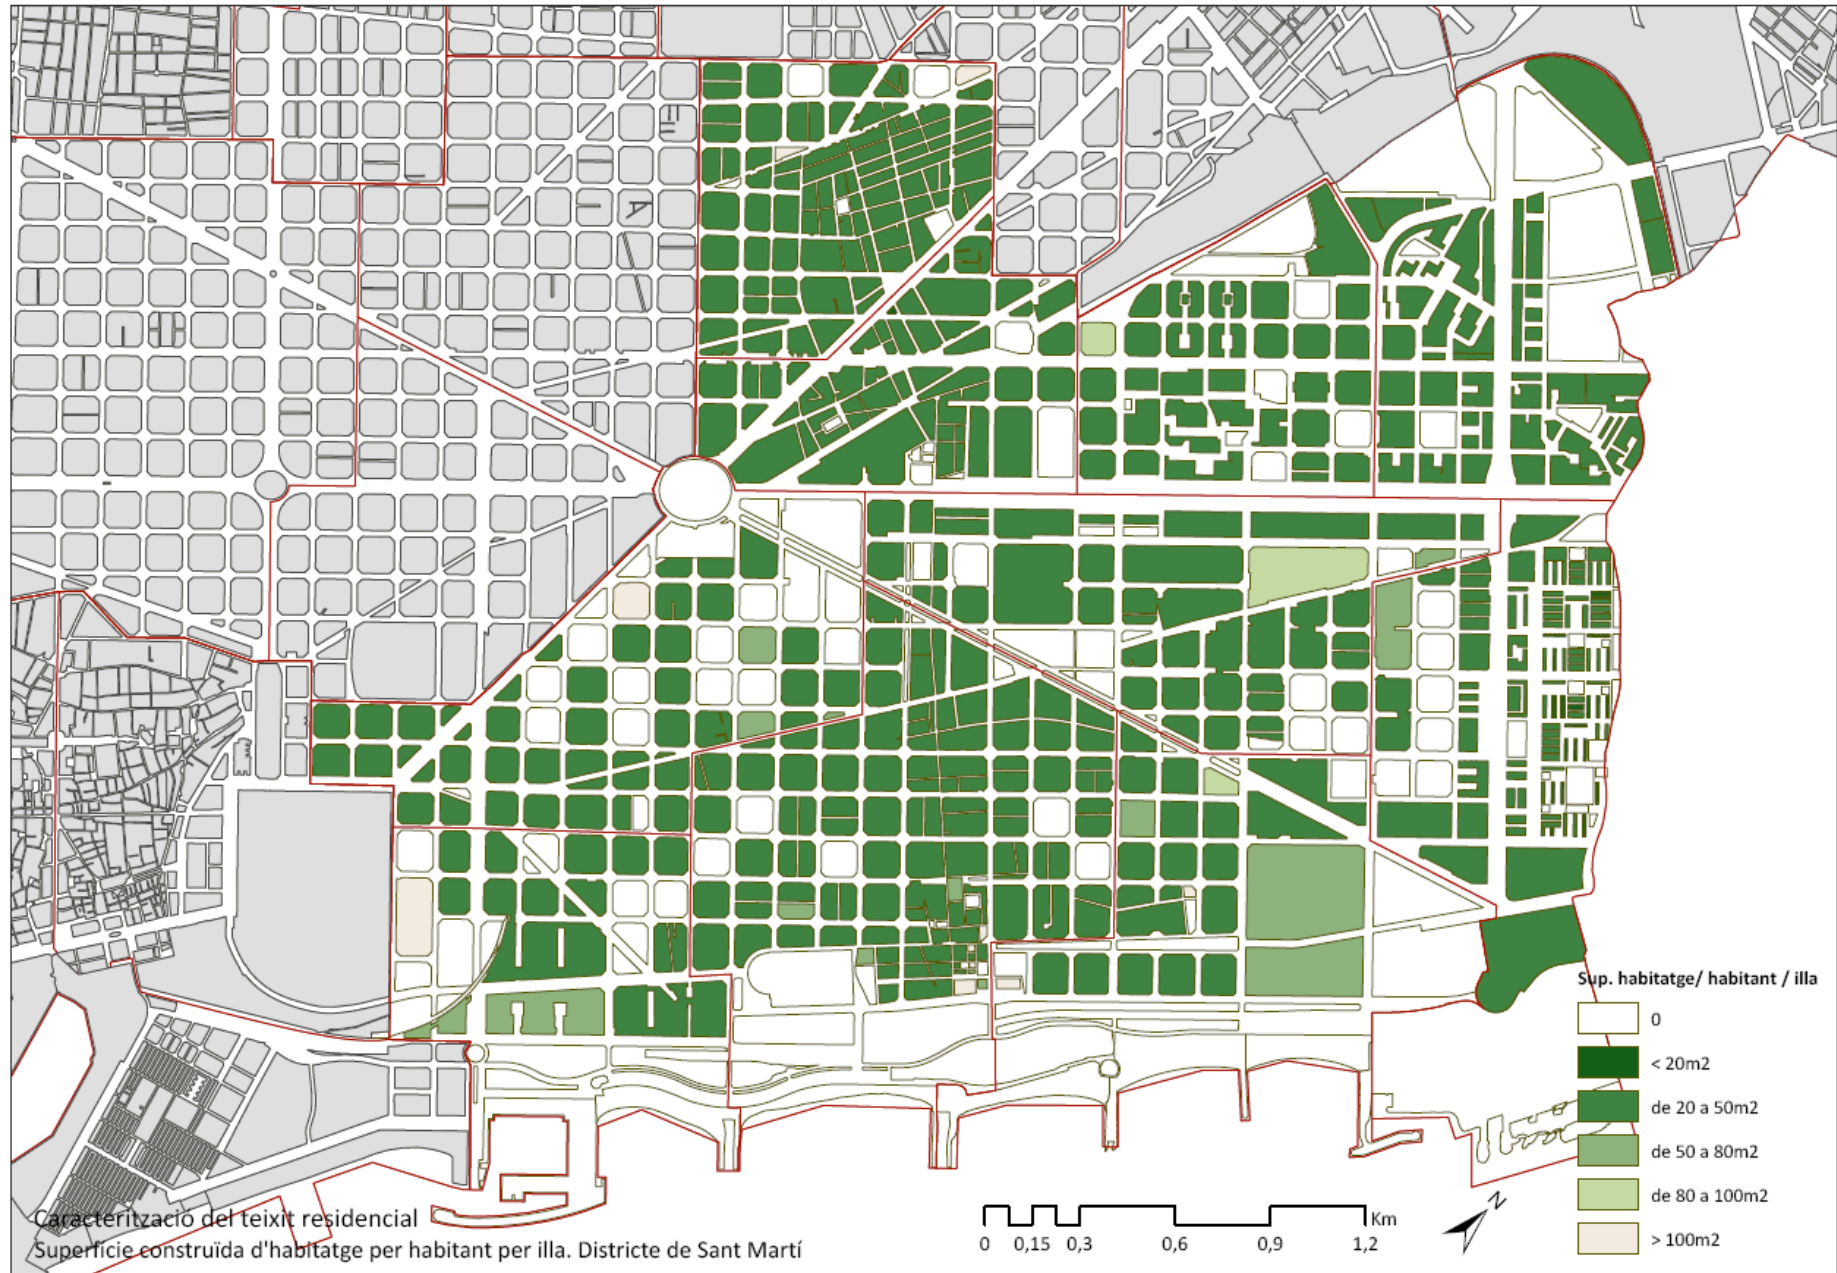 Sup. habitatge/ habitant / illa
0
< 20m2
de 20 a 50m2
de 50 a 80m2
de 80 a 100m2
> 100m2
N
Km
0 0,15 0,3 0,6 0,9 1,2
Caracterització del teixit residencial
Superfície construïda d'habitatge per habitant per illa. Districte de Sant Martí